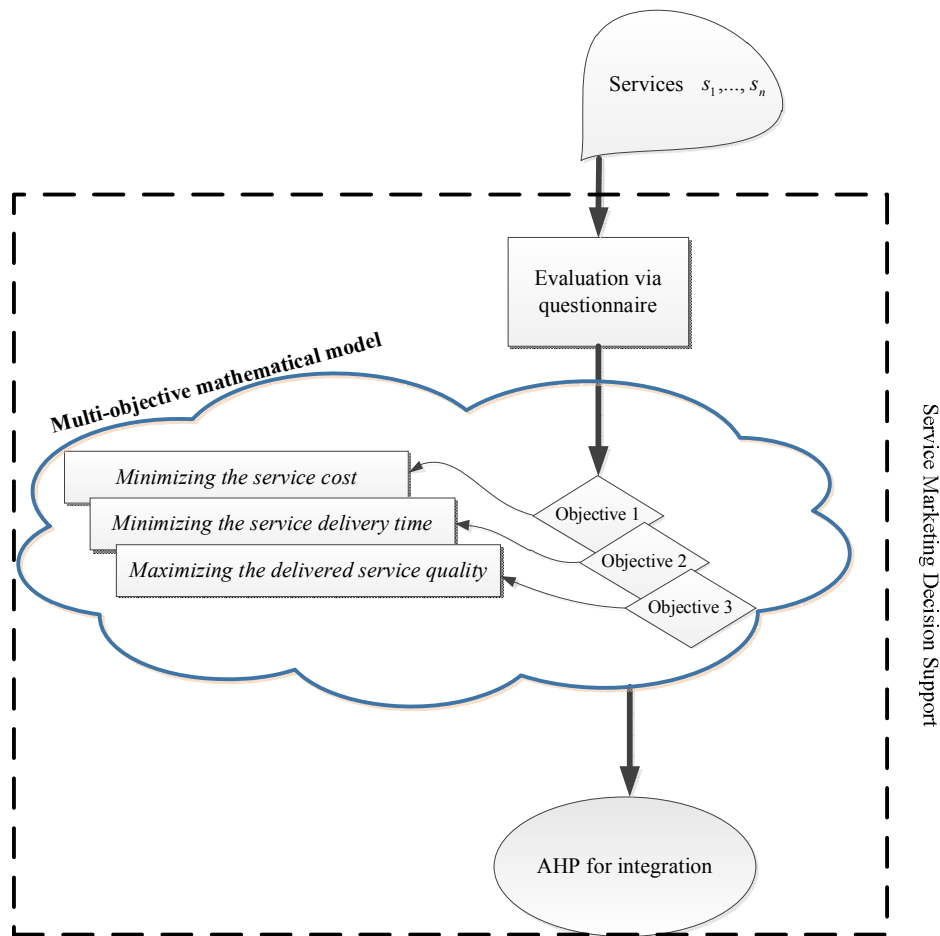 Services s1,..., sn
Evaluation via
questionnaire
Multi-objective mathematical model
Minimizing the service cost
Minimizing the service delivery time
Maximizing the delivered service quality
Objective 1
Objective 2
Objective 3
AHP for integration
Service Marketing Decision Support